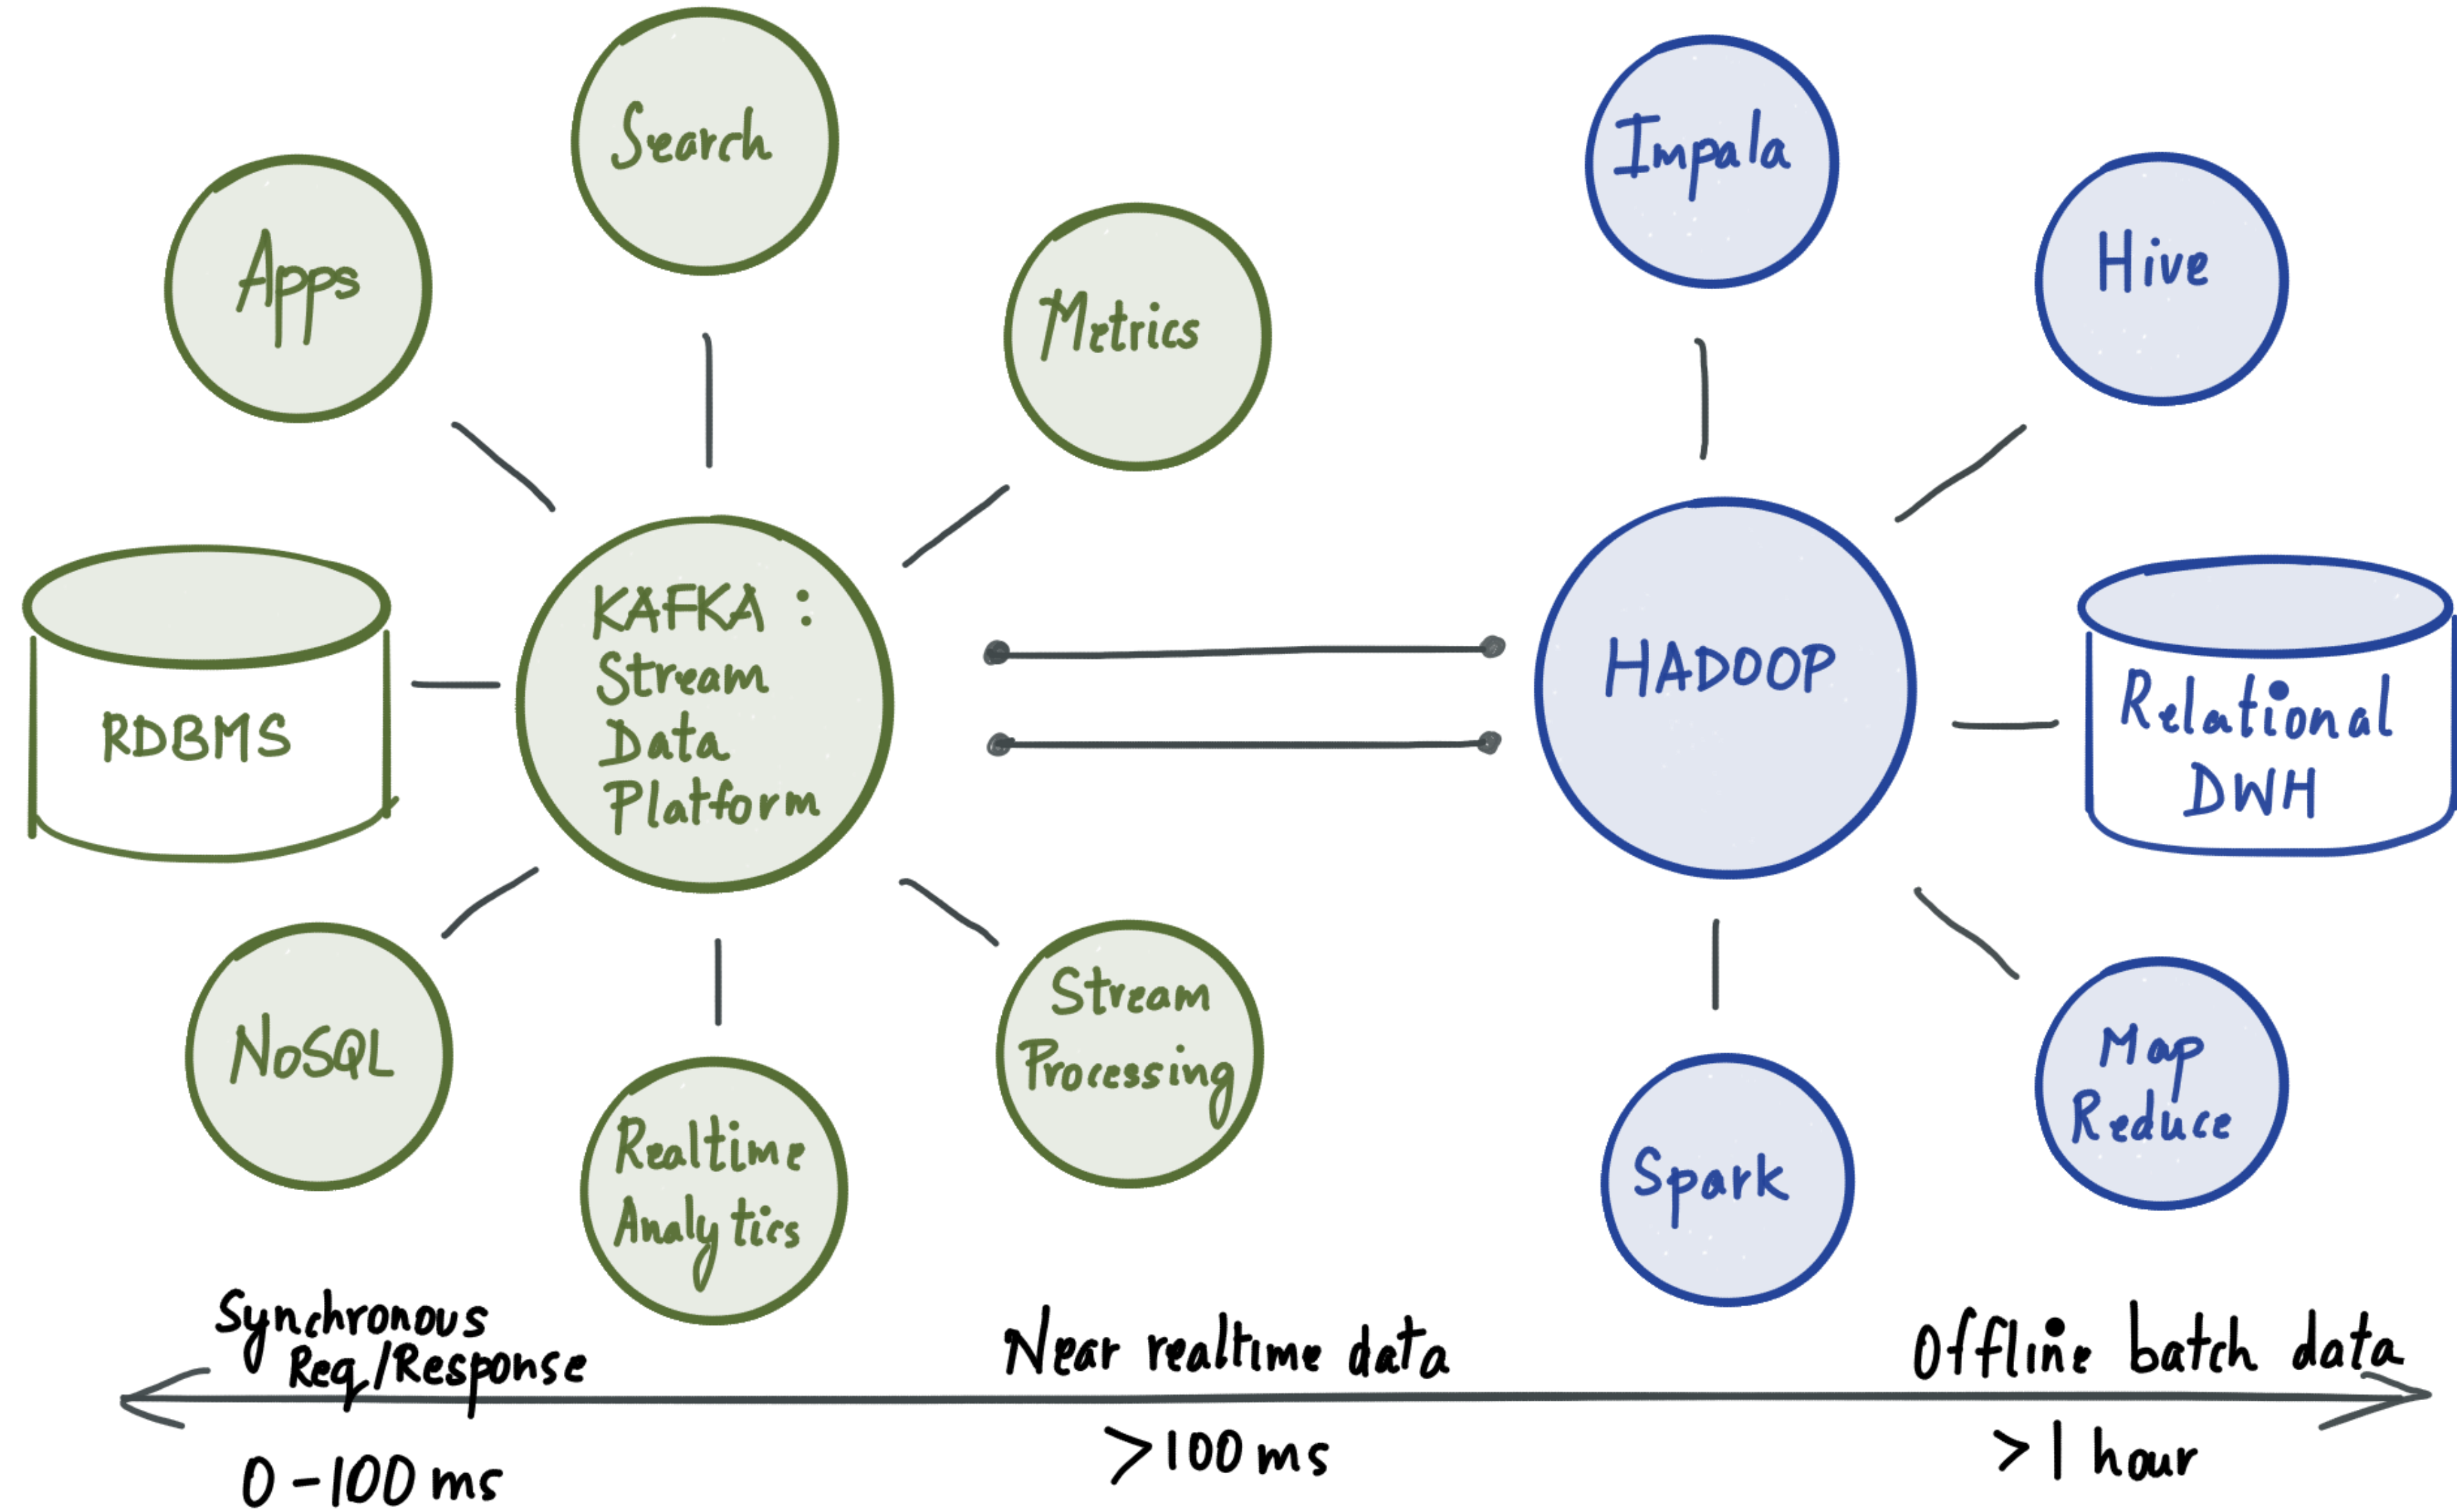 Search
Impala
Apps
Hive
Metrics
KAFKA :
Stream
Data
Platform
RDBMS
HADOOP
Relational
DWH
NoSQL
Stream
Processing
Realtime
Analytics
Map
Reduce
Spark
Synchronous
Req/Response
Near realtime data
Offline batch data
0-100 ms
>100 ms
>1 hour